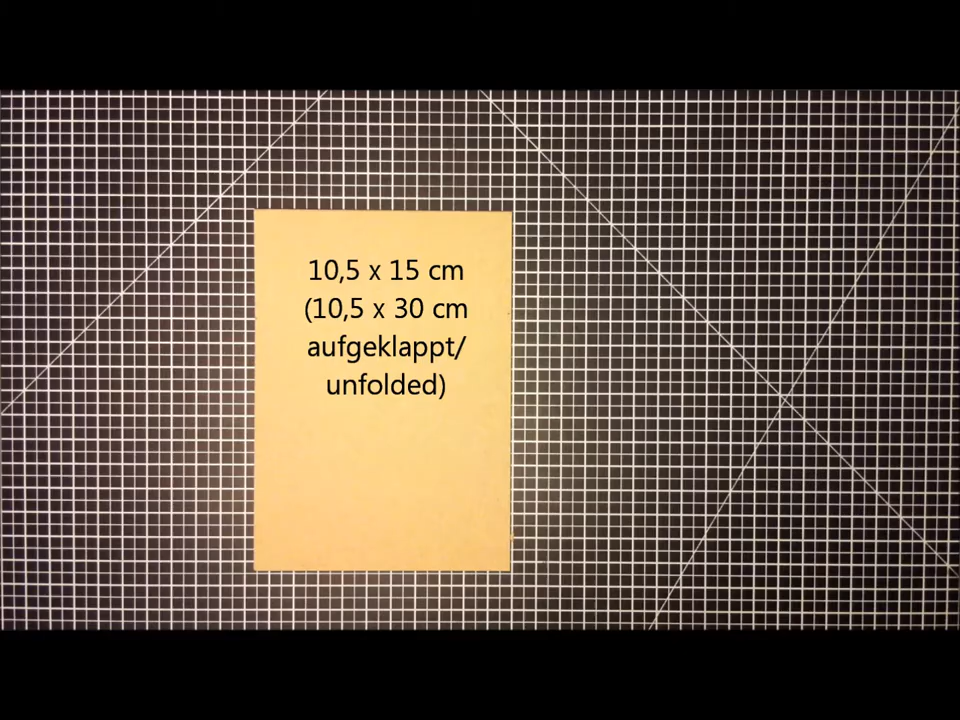 10,5 x 15 cm
(10,5 x 30 cm
aufgeklappt/
unfolded)